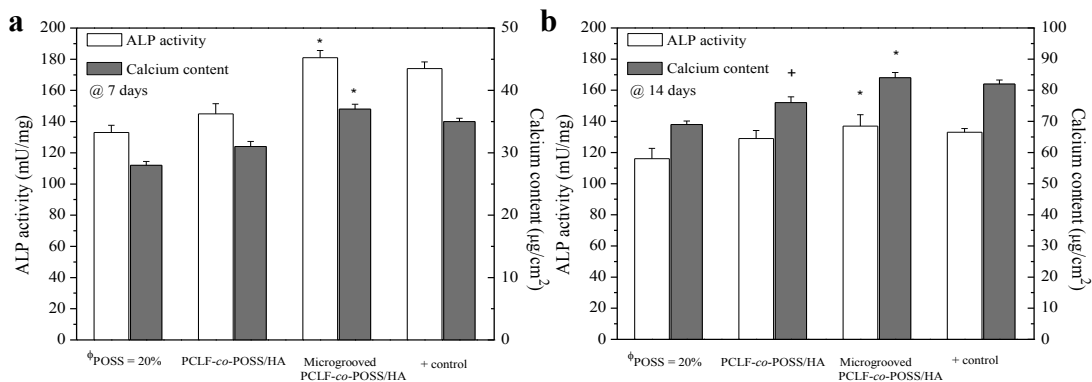 a
ALP activity
Calcium content
@ 7 days
ALP activity (mU/mg)
200
180
160
140
120
100
80
60
40
20
0
*
*
50
40
30
20
10
0
Calcium content (μg/cm²)
ϕPOSS = 20%
PCLF-co-POSS/HA
Microgrooved
PCLF-co-POSS/HA
+ control
b
ALP activity
Calcium content
@ 14 days
ALP activity (mU/mg)
200
180
160
140
120
100
80
60
40
20
0
+
*
*
100
90
80
70
60
50
40
30
20
10
0
Calcium content (μg/cm²)
ϕPOSS = 20%
PCLF-co-POSS/HA
Microgrooved
PCLF-co-POSS/HA
+ control